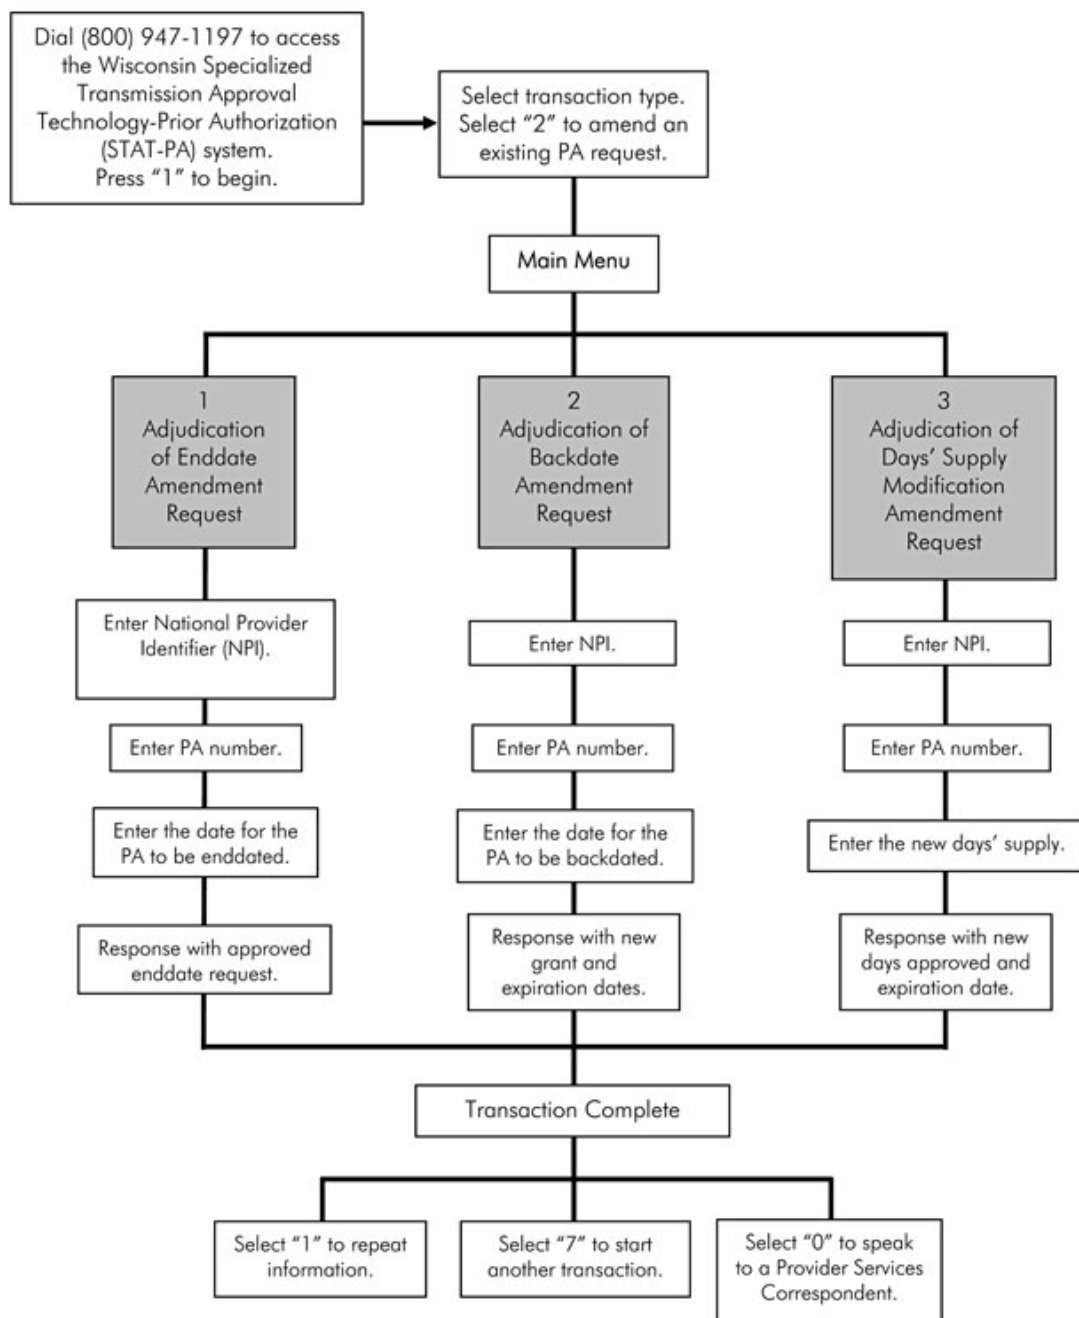 Dial (800) 947-1197 to access
the Wisconsin Specialized
Transmission Approval
Technology-Prior Authorization
(STAT-PA) system.
Press “1” to begin.
Select transaction type.
Select “2” to amend an
existing PA request.
Main Menu
1
Adjudication
of Enddate
Amendment
Request
Enter National Provider
Identifier (NPI).
Enter PA number.
Enter the date for the
PA to be enddated.
Response with approved
enddate request.
2
Adjudication of
Backdate
Amendment
Request
Enter NPI.
Enter PA number.
Enter the date for the
PA to be backdated.
Response with new
grant and
expiration dates.
3
Adjudication of
Days’ Supply
Modification
Amendment
Request
Enter NPI.
Enter PA number.
Enter the new days’ supply.
Response with new
days approved and
expiration date.
Transaction Complete
Select “1” to repeat
information.
Select “7” to start
another transaction.
Select “0” to speak
to a Provider Services
Correspondent.